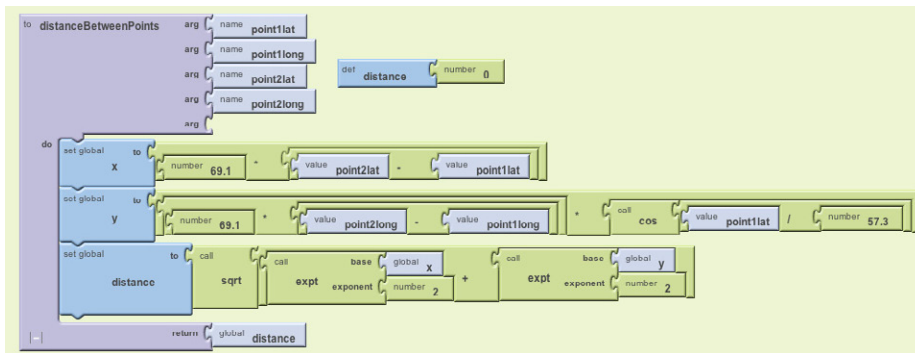 to distanceBetweenPoints arg name point1lat
arg name point1long
arg name point2lat
arg name point2long
arg
def distance number 0
do
set global x to number 69.1 * value point2lat - value point1lat
set global y to number 69.1 * value point2long - value point1long * call cos value point1lat / number 57.3
set global distance to call sqrt call expt base global x exponent number 2 + call expt base global y exponent number 2
return global distance